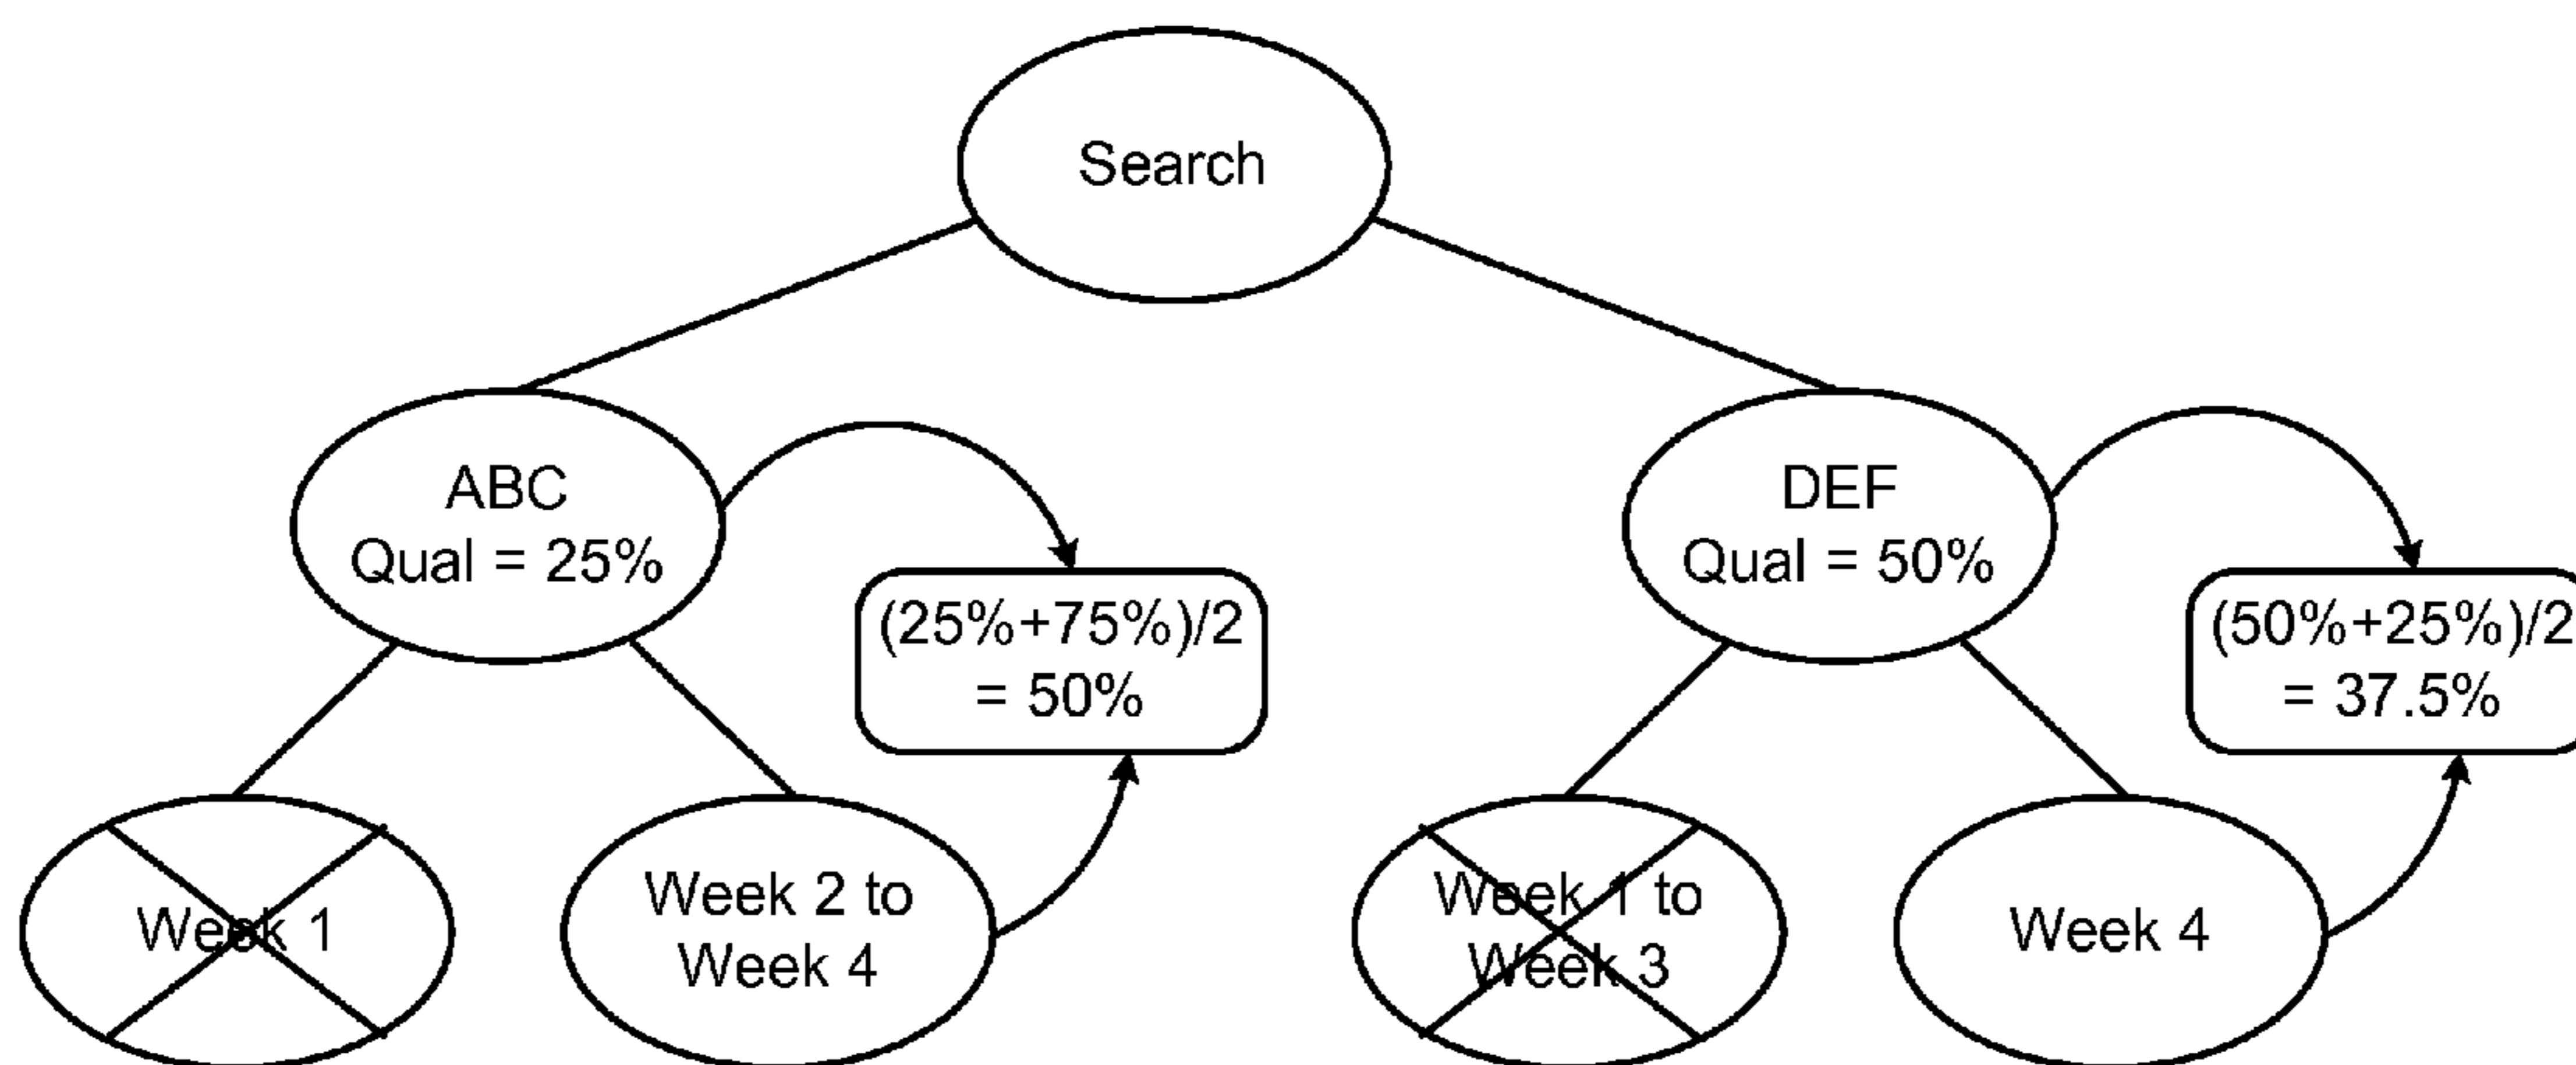 Search
ABC
Qual = 25%
(25%+75%)/2
= 50%
DEF
Qual = 50%
(50%+25%)/2
= 37.5%
Week 1
Week 2 to
Week 4
Week 1 to
Week 3
Week 4